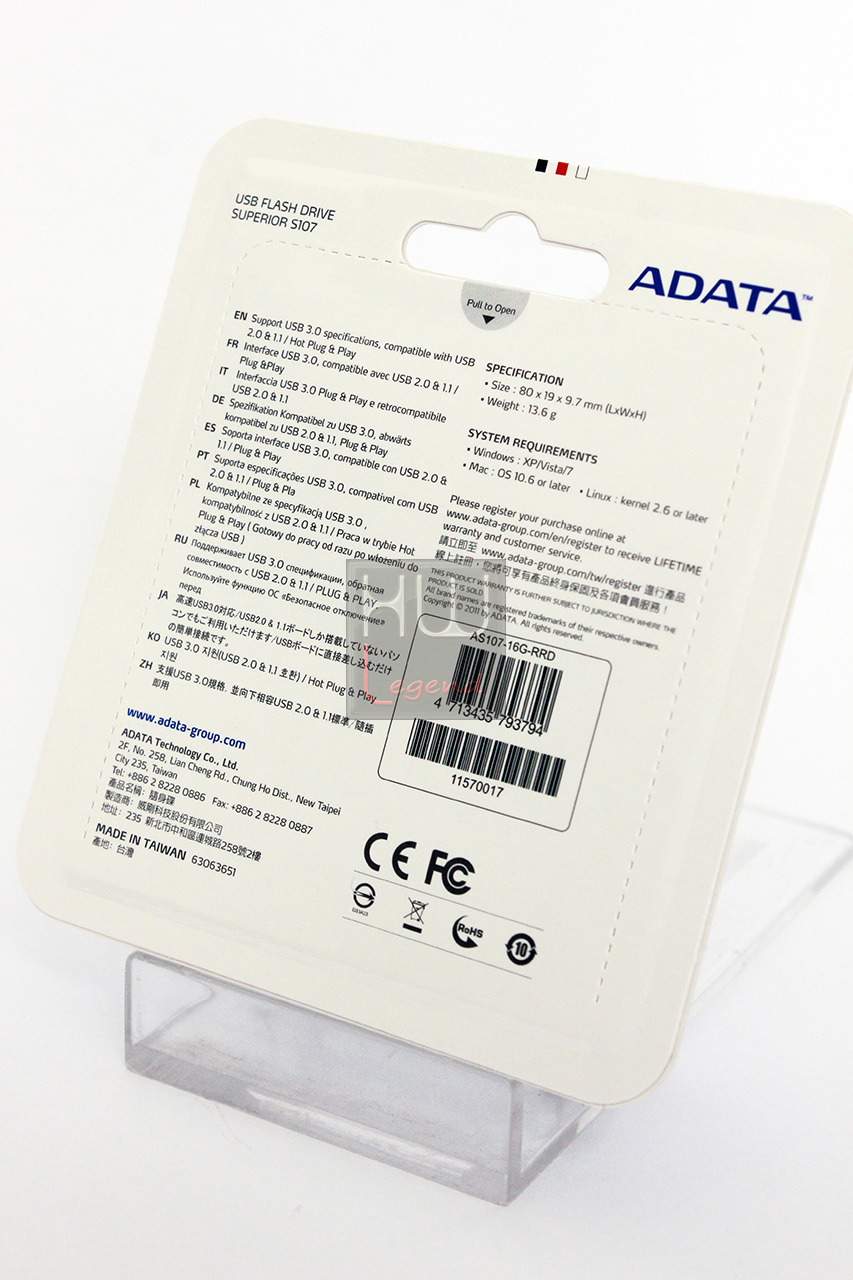 USB FLASH DRIVE
SUPERIOR S107
ADATA™
Pull to Open
EN Support USB 3.0 specifications, compatible with USB
2.0 & 1.1 / Hot Plug & Play
FR Interface USB 3.0, compatible avec USB 2.0 & 1.1 /
Plug &Play
IT Interfaccia USB 3.0 Plug & Play e retrocompatibile
USB 2.0 & 1.1
DE Spezifikation Kompatibel zu USB 3.0, abwärts
kompatibel zu USB 2.0 & 1.1, Plug & Play
ES Soporta interface USB 3.0, compatible con USB 2.0 &
1.1 / Plug & Play
PT Suporta especificações USB 3.0, compativel com USB
2.0 & 1.1 / Plug & Pla
PL Kompatybilne ze specyfikacją USB 3.0 ,
kompatybilność z USB 2.0 & 1.1 / Praca w trybie Hot
Plug & Play ( Gotowy do pracy od razu po włożeniu do
złącza USB )
RU Поддерживает USB 3.0 спецификации, обратная
совместимость с USB 2.0 & 1.1 / PLUG & PLAY
Используйте функцию ОС «Безопасное отключение»
перед
JA 高速USB3.0対応/USB2.0 & 1.1ボードしか搭載していないパソ
コンでもご利用いただけます/USBボードに直接差し込むだけ
の簡単接続です。
KO USB 3.0 지원(USB 2.0 & 1.1 호환) / Hot Plug & Play
지원
ZH 支援USB 3.0規格, 並向下相容USB 2.0 & 1.1標準/隨插
即用
www.adata-group.com
ADATA Technology Co., Ltd.
2F, No. 258, Lian Cheng Rd., Chung Ho Dist., New Taipei
City 235, Taiwan
Tel: +886 2 8228 0886 Fax: +886 2 8228 0887
產品名稱: 隨身碟
製造商: 威剛科技股份有限公司
地址: 235 新北市中和區連城路258號2樓
MADE IN TAIWAN 63063651
產地: 台灣
SPECIFICATION
• Size : 80 x 19 x 9.7 mm (LxWxH)
• Weight : 13.6 g
SYSTEM REQUIREMENTS
• Windows : XP/Vista/7
• Mac : OS 10.6 or later • Linux : kernel 2.6 or later
Please register your purchase online at
www.adata-group.com/en/register to receive LIFETIME
warranty and customer service.
請立即至 www.adata-group.com/tw/register 進行產品
線上註冊，您將可享有產品終身保固及各項會員服務！
THIS PRODUCT WARRANTY IS FURTHER SUBJECT TO JURISDICTION WHERE THE
PRODUCT IS SOLD.
All brand names are registered trademarks of their respective owners.
Copyright © 2011 by ADATA. All rights reserved.
AS107-16G-RRD
4 713435 793794
11570017
CE FC
RoHS
10
HW
Legend